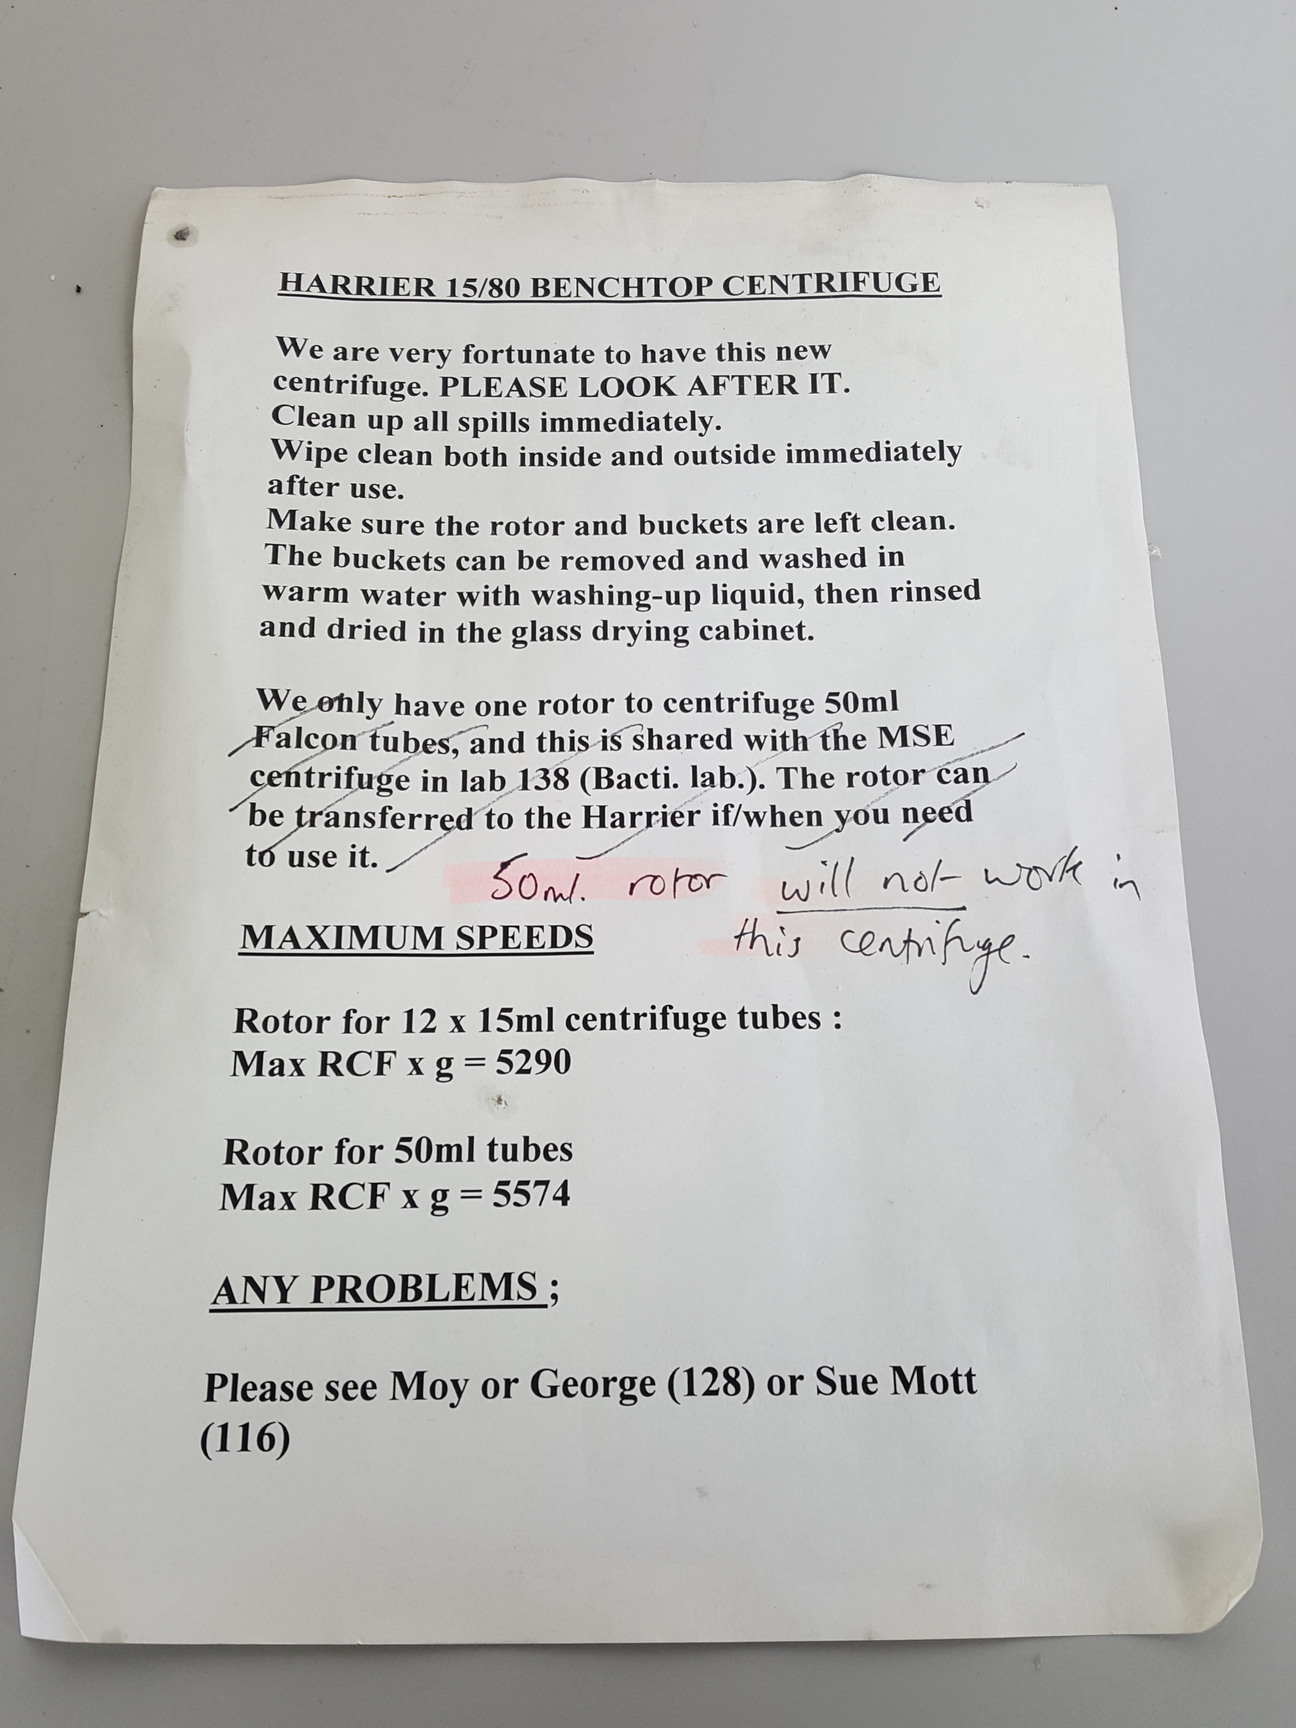 HARRIER 15/80 BENCHTOP CENTRIFUGE
We are very fortunate to have this new
centrifuge. PLEASE LOOK AFTER IT.
Clean up all spills immediately.
Wipe clean both inside and outside immediately
after use.
Make sure the rotor and buckets are left clean.
The buckets can be removed and washed in
warm water with washing-up liquid, then rinsed
and dried in the glass drying cabinet.
We only have one rotor to centrifuge 50ml
Falcon tubes, and this is shared with the MSE
centrifuge in lab 138 (Bacti. lab.). The rotor can
be transferred to the Harrier if/when you need
to use it.
50ml. rotor will not work in
this centrifuge.
MAXIMUM SPEEDS
Rotor for 12 x 15ml centrifuge tubes :
Max RCF x g = 5290
Rotor for 50ml tubes
Max RCF x g = 5574
ANY PROBLEMS ;
Please see Moy or George (128) or Sue Mott
(116)